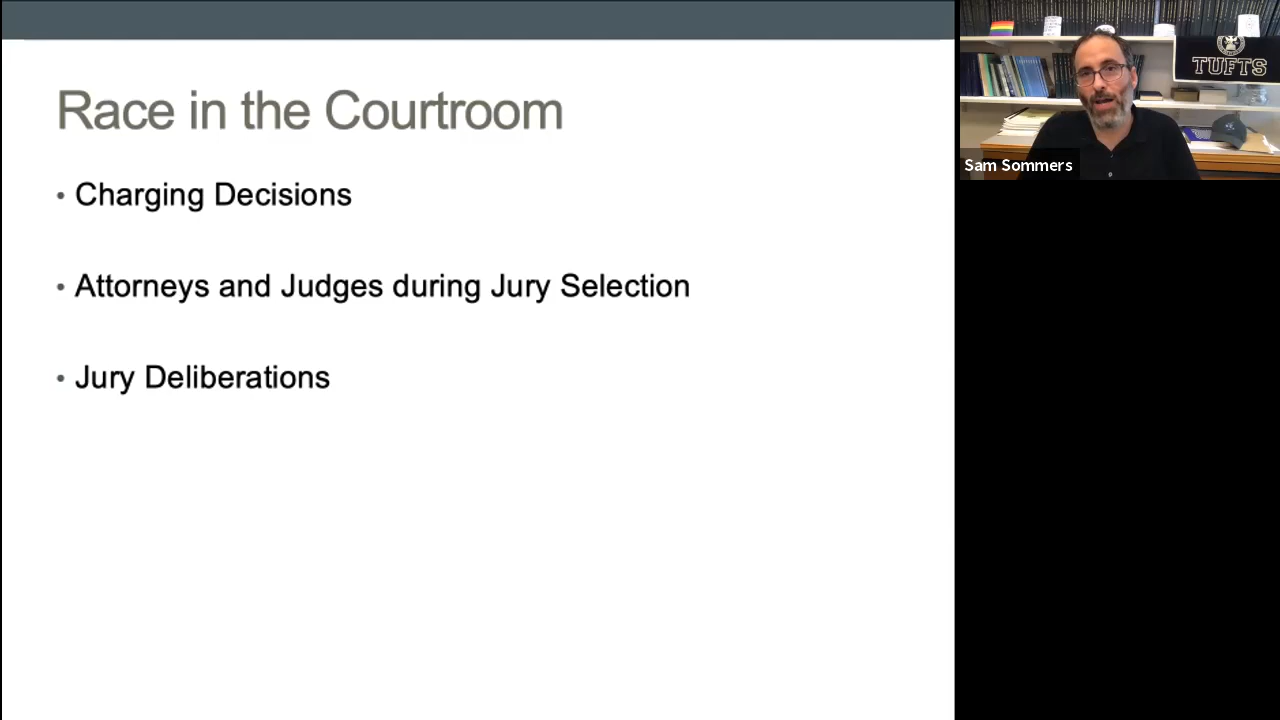 Race in the Courtroom
• Charging Decisions
• Attorneys and Judges during Jury Selection
• Jury Deliberations
TUFTS
Sam Sommers